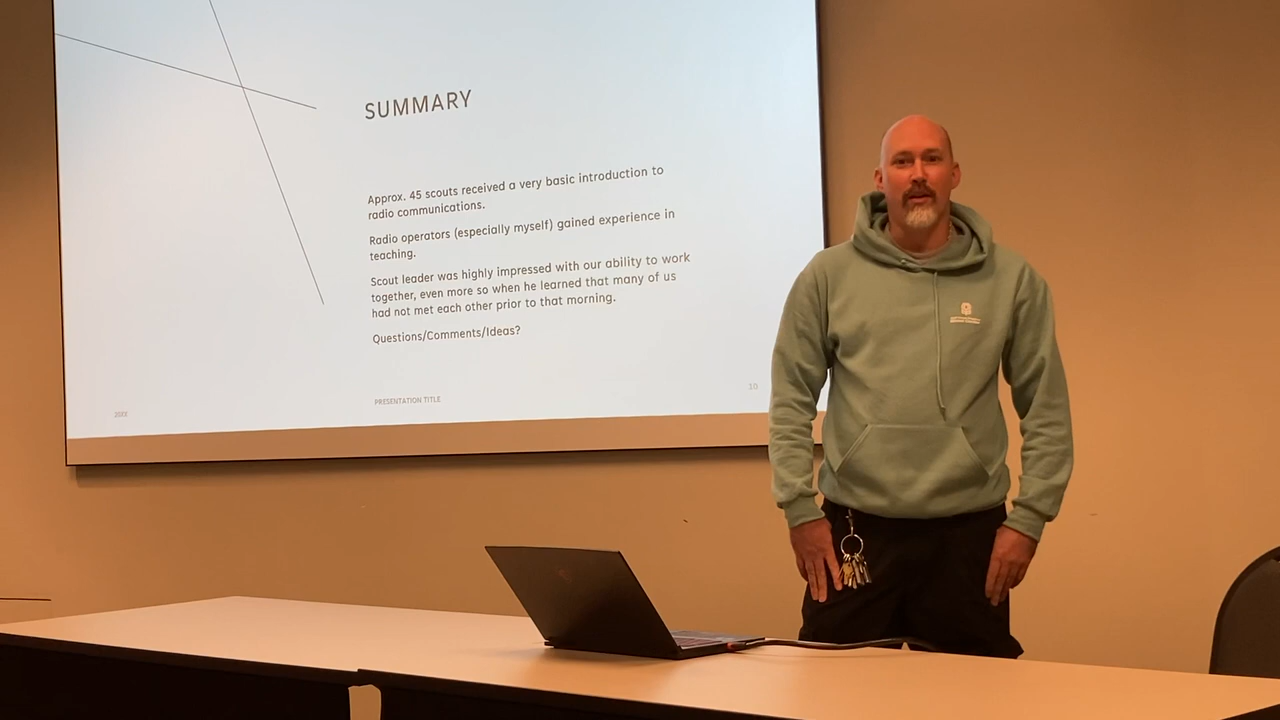 SUMMARY
Approx. 45 scouts received a very basic introduction to
radio communications.
Radio operators (especially myself) gained experience in
teaching.
Scout leader was highly impressed with our ability to work
together, even more so when he learned that many of us
had not met each other prior to that morning.
Questions/Comments/Ideas?
20XX
PRESENTATION TITLE
10